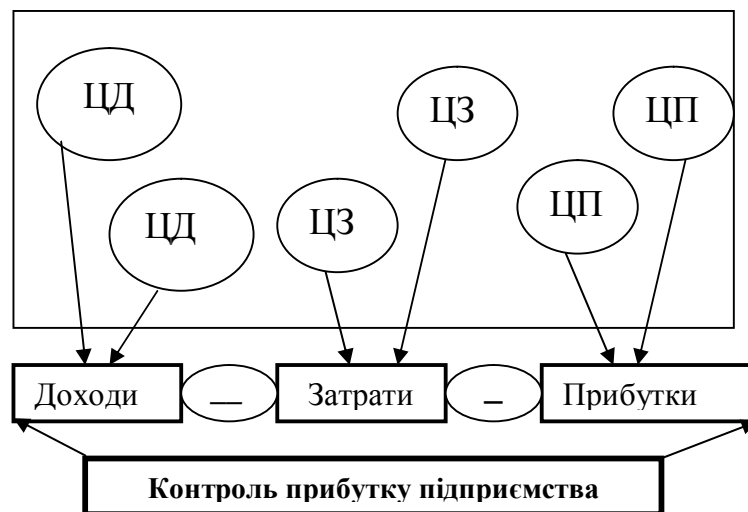 ЦД
ЦЗ
ЦП
ЦД
ЦЗ
ЦП
Доходи — Затрати – Прибутки
Контроль прибутку підприємства